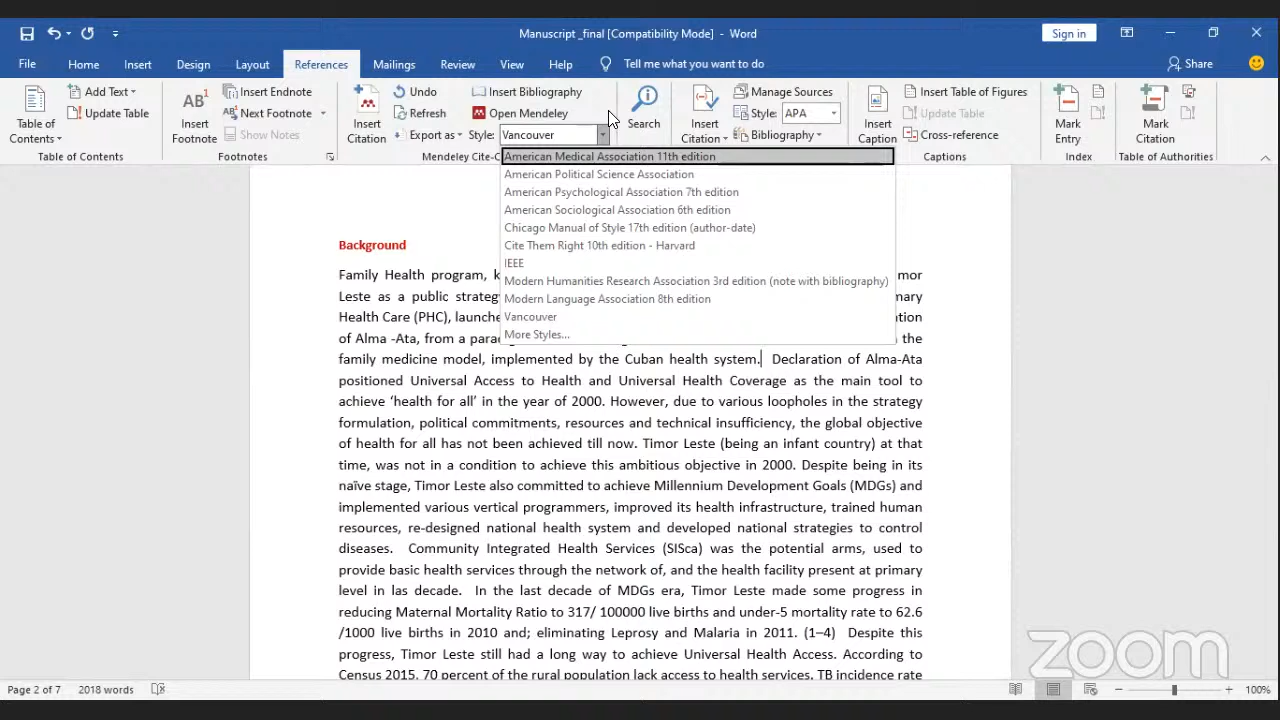 Manuscript _final [Compatibility Mode] - Word
Sign in
File Home Insert Design Layout References Mailings Review View Help Tell me what you want to do Share
Table of Contents
Add Text
Update Table
Table of Contents
AB1
Insert Footnote
Insert Endnote
Next Footnote
Show Notes
Footnotes
Insert Citation
Undo
Refresh
Export as
Insert Bibliography
Open Mendeley
Style: Vancouver
Mendeley Cite-O
Search
Insert Citation
Manage Sources
Style: APA
Bibliography
Insert Caption
Insert Table of Figures
Update Table
Cross-reference
Captions
Mark Entry
Index
Mark Citation
Table of Authorities
American Medical Association 11th edition
American Political Science Association
American Psychological Association 7th edition
American Sociological Association 6th edition
Chicago Manual of Style 17th edition (author-date)
Cite Them Right 10th edition - Harvard
IEEE
Modern Humanities Research Association 3rd edition (note with bibliography)
Modern Language Association 8th edition
Vancouver
More Styles...
Background
Family Health program, k mor
Leste as a public strateg mary
Health Care (PHC), launche ation
of Alma -Ata, from a parad the
family medicine model, implemented by the Cuban health system. Declaration of Alma-Ata
positioned Universal Access to Health and Universal Health Coverage as the main tool to
achieve ‘health for all’ in the year of 2000. However, due to various loopholes in the strategy
formulation, political commitments, resources and technical insufficiency, the global objective
of health for all has not been achieved till now. Timor Leste (being an infant country) at that
time, was not in a condition to achieve this ambitious objective in 2000. Despite being in its
naïve stage, Timor Leste also committed to achieve Millennium Development Goals (MDGs) and
implemented various vertical programmers, improved its health infrastructure, trained human
resources, re-designed national health system and developed national strategies to control
diseases. Community Integrated Health Services (SISca) was the potential arms, used to
provide basic health services through the network of, and the health facility present at primary
level in las decade. In the last decade of MDGs era, Timor Leste made some progress in
reducing Maternal Mortality Ratio to 317/ 100000 live births and under-5 mortality rate to 62.6
/1000 live births in 2010 and; eliminating Leprosy and Malaria in 2011. (1–4) Despite this
progress, Timor Leste still had a long way to achieve Universal Health Access. According to
Census 2015, 70 percent of the rural population lack access to health services. TB incidence rate
zoom
Page 2 of 7 2018 words 100%